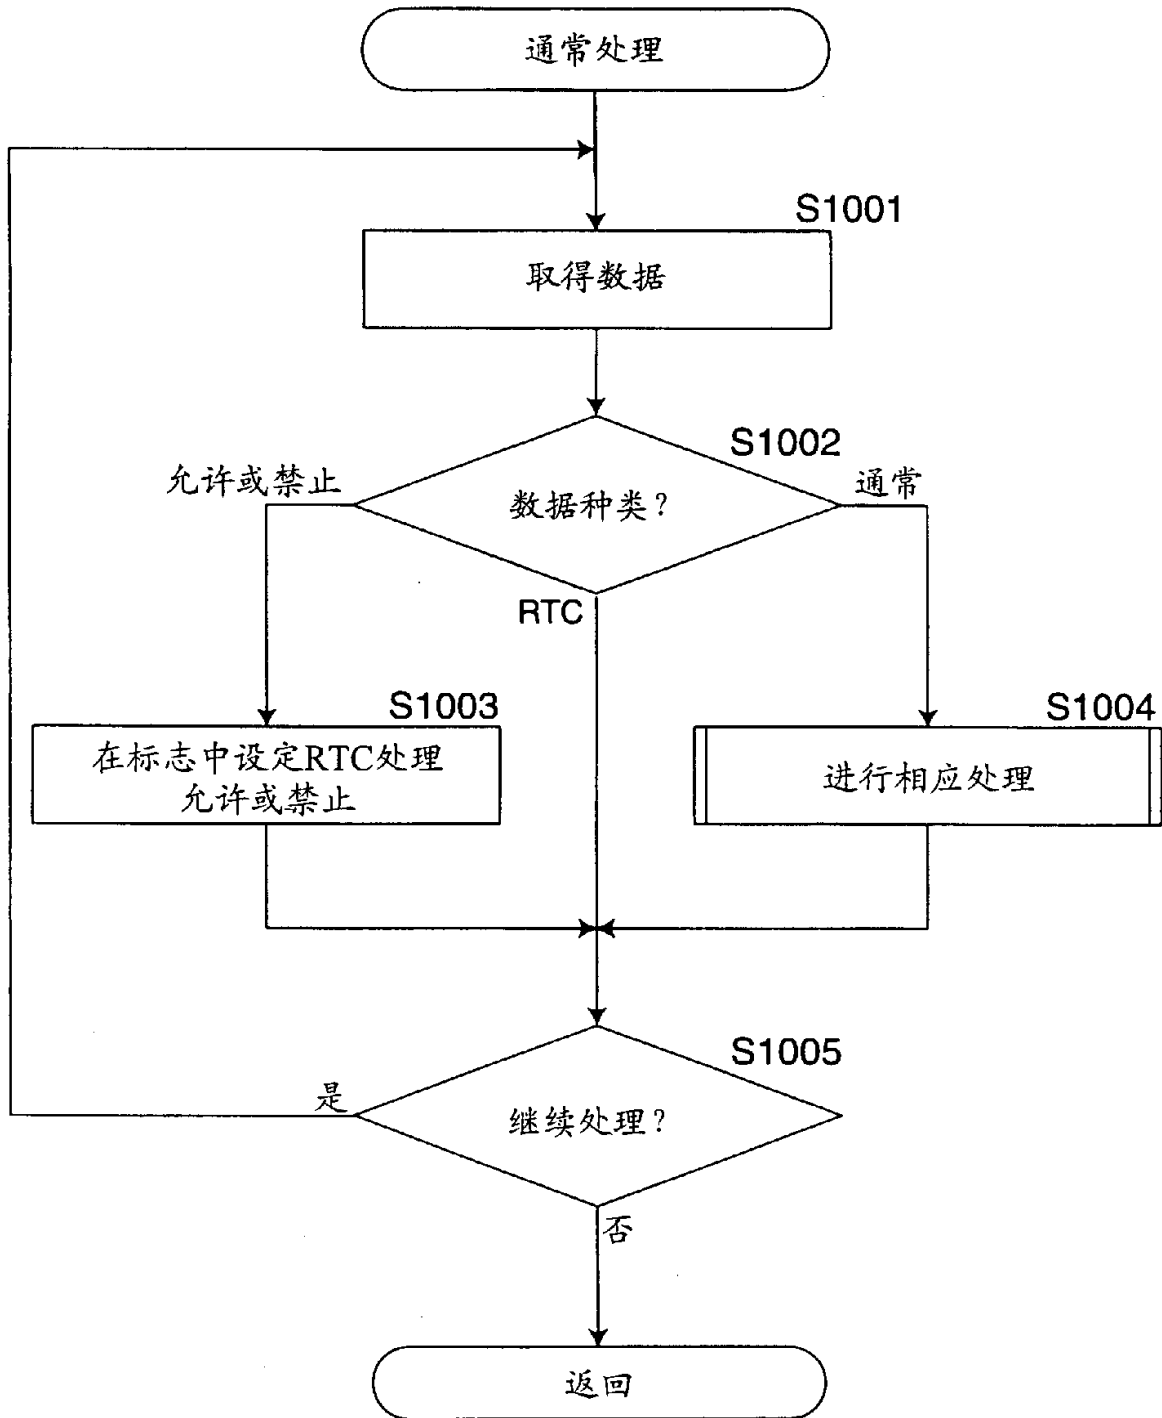 通常处理
S1001
取得数据
S1002
允许或禁止
数据种类？
通常
RTC
S1003
在标志中设定RTC处理
允许或禁止
S1004
进行相应处理
S1005
是
继续处理？
否
返回